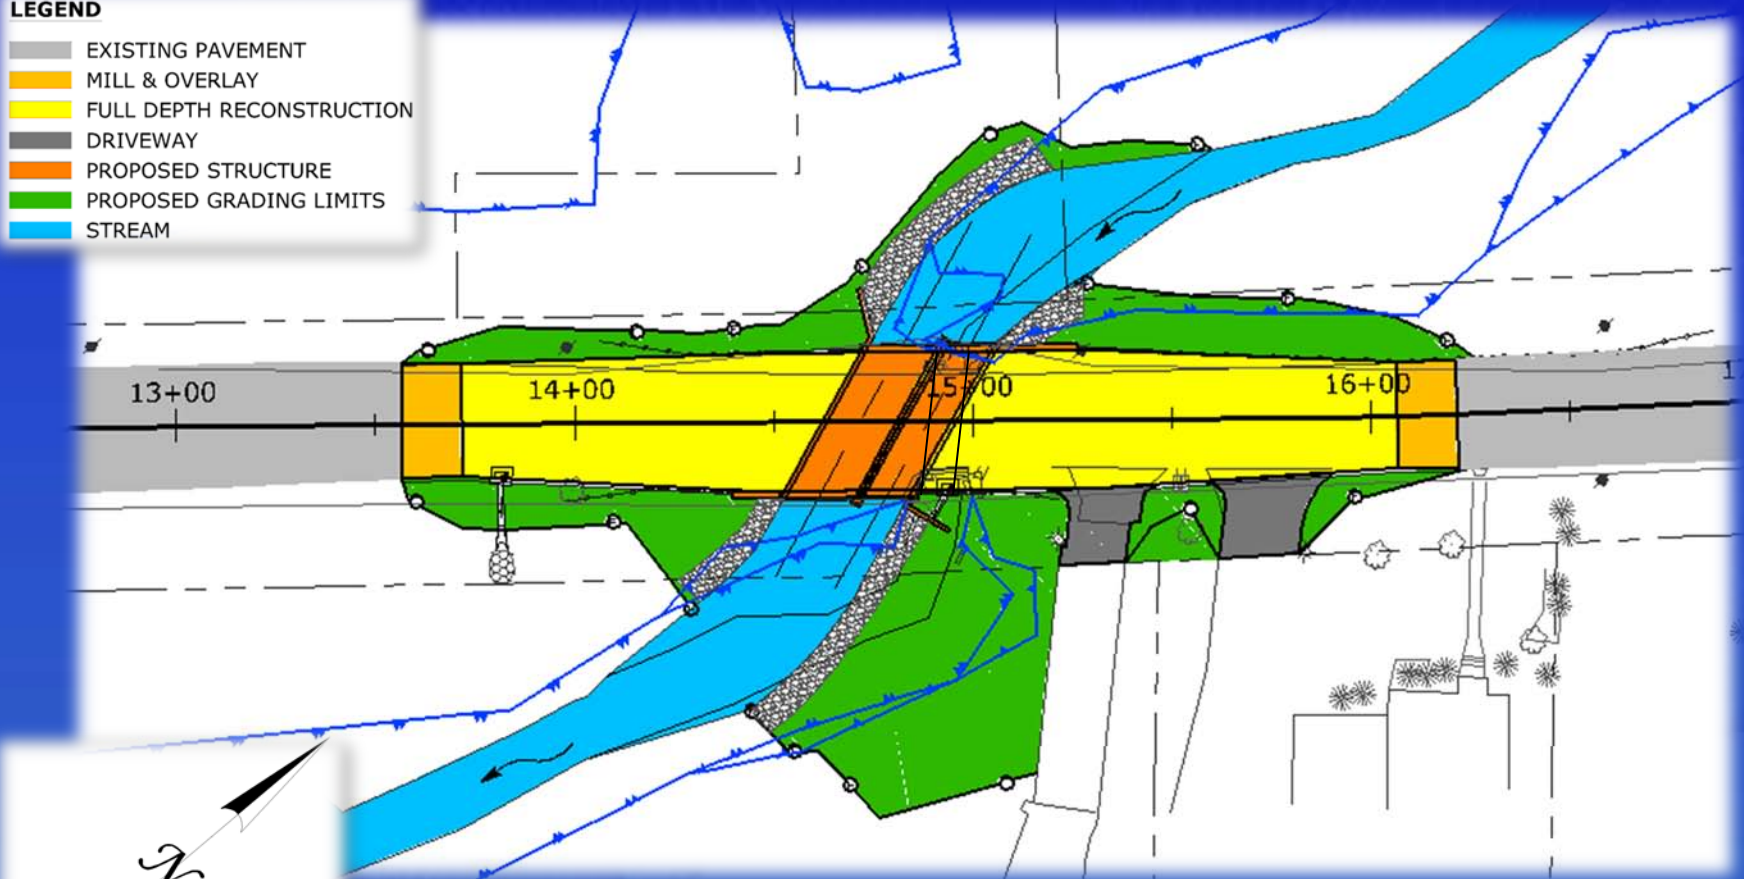 LEGEND
EXISTING PAVEMENT
MILL & OVERLAY
FULL DEPTH RECONSTRUCTION
DRIVEWAY
PROPOSED STRUCTURE
PROPOSED GRADING LIMITS
STREAM
13+00
14+00
15+00
16+00
N